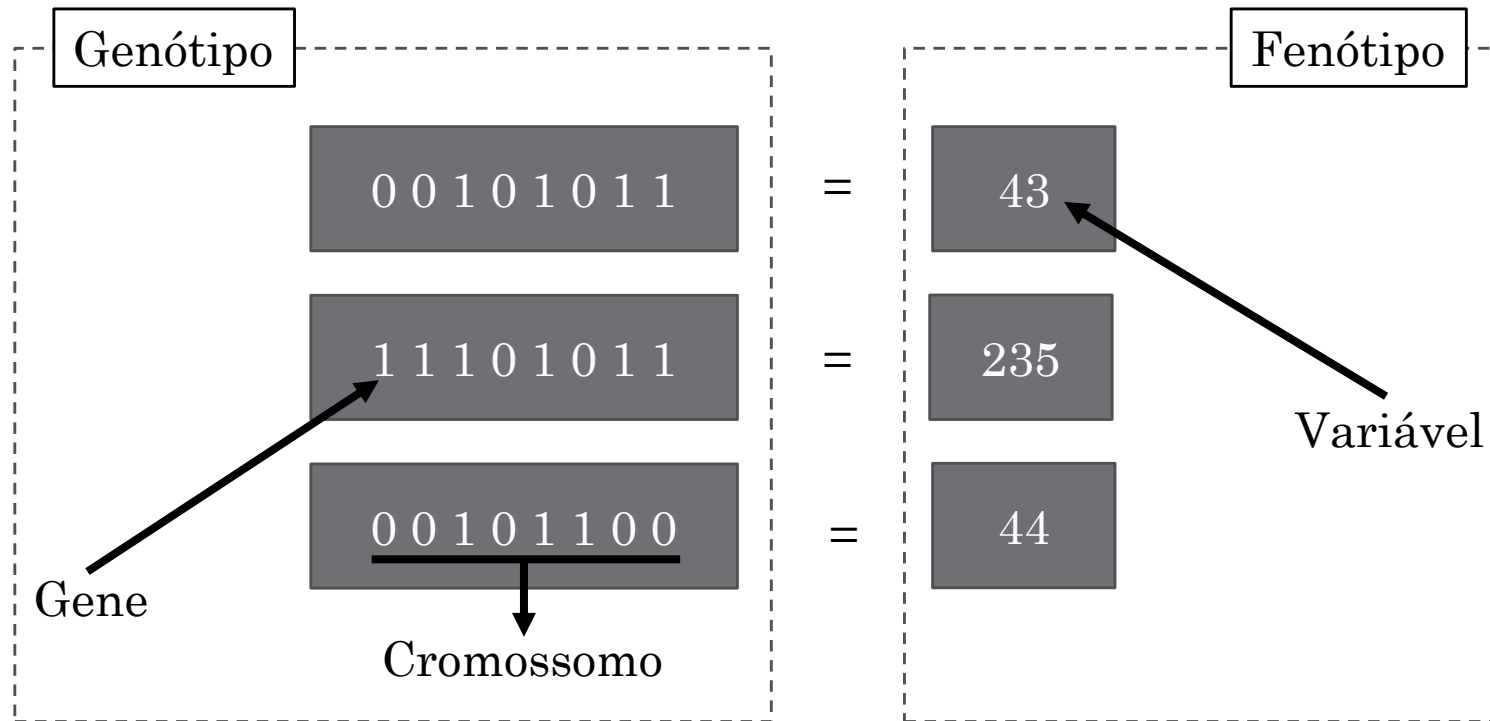 Genótipo
Fenótipo
0 0 1 0 1 0 1 1 = 43
1 1 1 0 1 0 1 1 = 235
Variável
0 0 1 0 1 1 0 0 = 44
Gene
Cromossomo